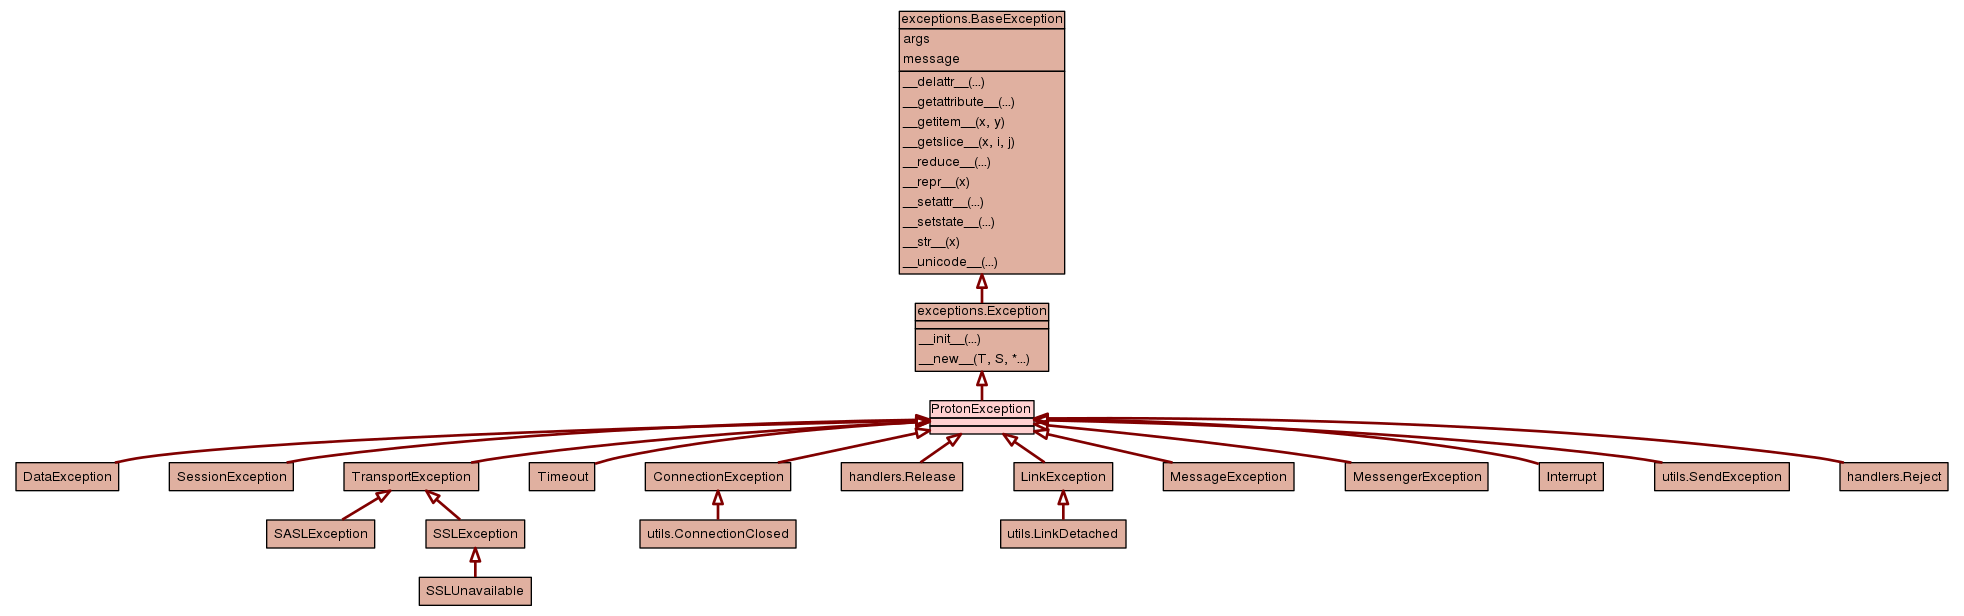 exceptions.BaseException
args
message
__delattr__(...)
__getattribute__(...)
__getitem__(x, y)
__getslice__(x, i, j)
__reduce__(...)
__repr__(x)
__setattr__(...)
__setstate__(...)
__str__(x)
__unicode__(...)
exceptions.Exception
__init__(...)
__new__(T, S, *...)
ProtonException
DataException
SessionException
TransportException
Timeout
ConnectionException
handlers.Release
LinkException
MessageException
MessengerException
Interrupt
utils.SendException
handlers.Reject
SASLException
SSLException
utils.ConnectionClosed
utils.LinkDetached
SSLUnavailable